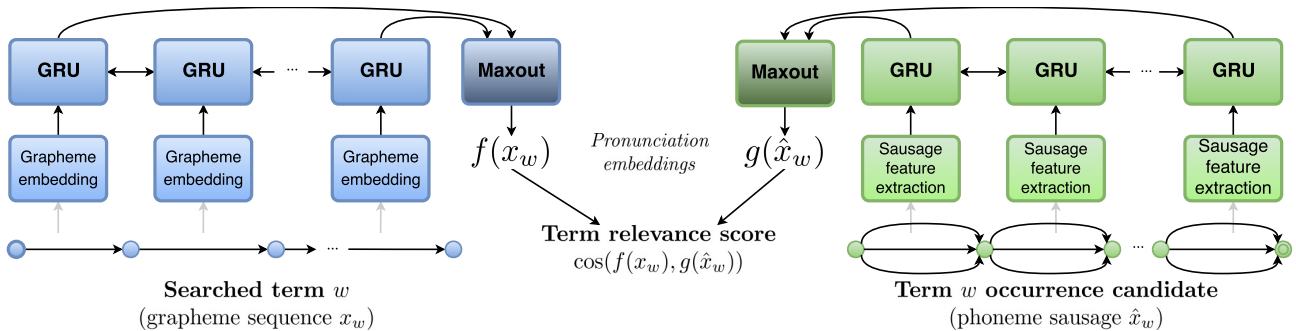 GRU
GRU
...
GRU
Maxout
Maxout
GRU
GRU
...
GRU
Grapheme
embedding
Grapheme
embedding
Grapheme
embedding
f(x_w)
Pronunciation
embeddings
g(x̂_w)
Sausage
feature
extraction
Sausage
feature
extraction
Sausage
feature
extraction
...
Term relevance score
cos(f(x_w), g(x̂_w))
...
Searched term w
(grapheme sequence x_w)
Term w occurrence candidate
(phoneme sausage x̂_w)